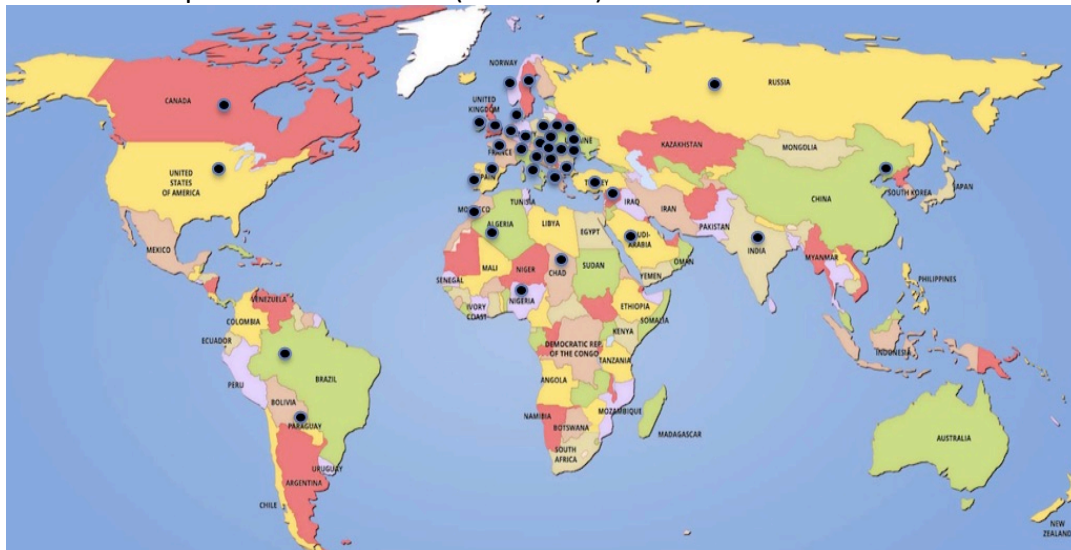 NORWAY
RUSSIA
CANADA
UNITED
KINGDOM
FRANCE
KAZAKHSTAN
MONGOLIA
UNITED
STATES
OF AMERICA
SOUTH KOREA
JAPAN
CHINA
TUNISIA
IRAQ
IRAN
ALGERIA
LIBYA
EGYPT
PAKISTAN
MEXICO
INDIA
OMAN
MYANMAR
MALI
NIGER
CHAD
SUDAN
YEMEN
SENEGAL
PHILIPPINES
VENEZUELA
NIGERIA
IVORY
COAST
ETHIOPIA
SOMALIA
COLOMBIA
ECUADOR
KENYA
DEMOCRATIC REP.
OF THE CONGO
INDONESIA
TANZANIA
PERU
BRAZIL
ANGOLA
BOLIVIA
MOZAMBIQUE
NAMIBIA
PARAGUAY
BOTSWANA
MADAGASCAR
AUSTRALIA
SOUTH
AFRICA
URUGUAY
ARGENTINA
CHILE
NEW
ZEALAND